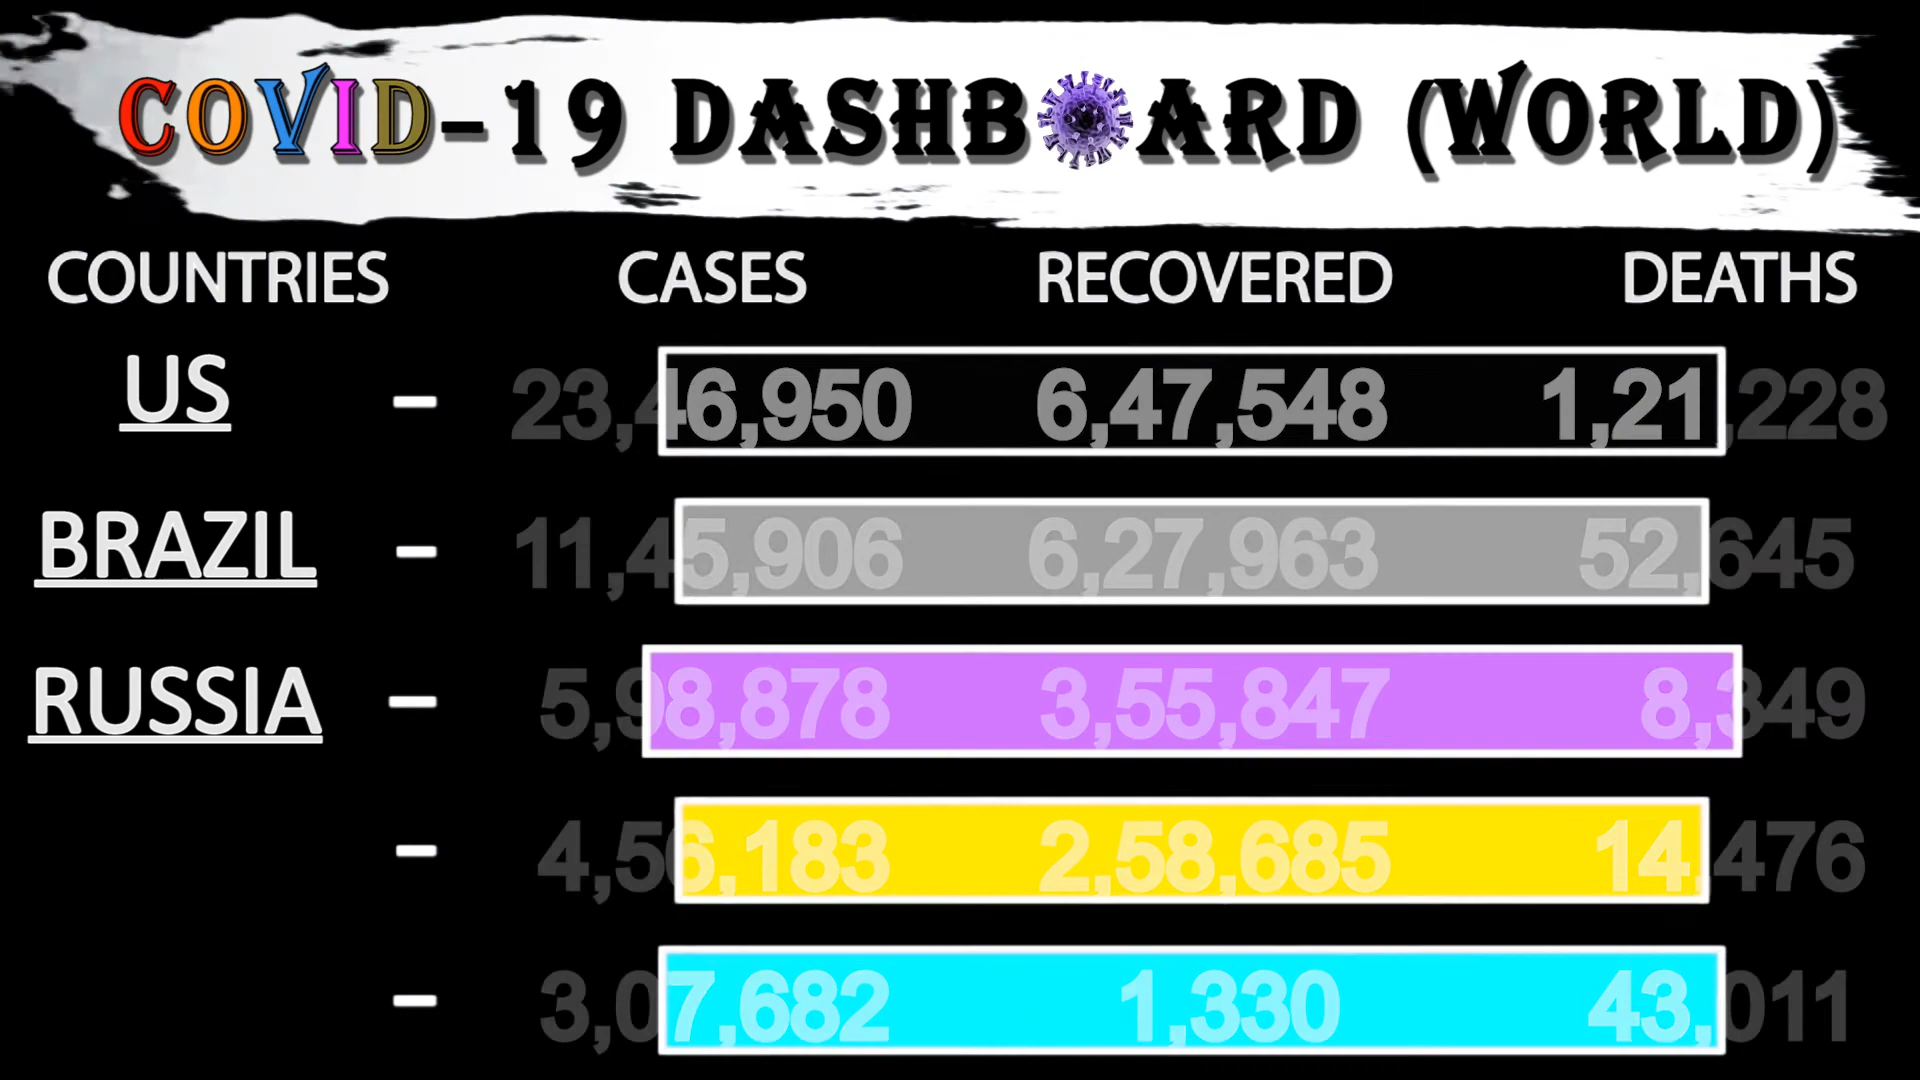 COVID-19 DASHBOARD (WORLD)
COUNTRIES CASES RECOVERED DEATHS
US - 23,46,950 6,47,548 1,21,228
BRAZIL - 11,45,906 6,27,963 52,645
RUSSIA - 5,98,878 3,55,847 8,349
- 4,56,183 2,58,685 14,476
- 3,07,682 1,330 43,011